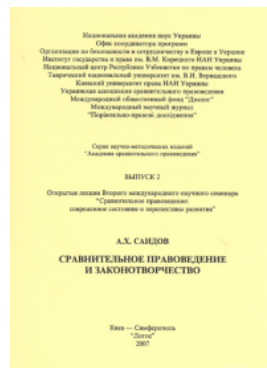 Национальная академия наук Украины
Офис координатора программ
Организации по безопасности и сотрудничеству в Европе в Украине
Институт государства и права им. В.М. Корецкого НАН Украины
Национальный центр Республики Узбекистан по правам человека
Таврический национальный университет им. В.И. Вернадского
Киевский университет права НАН Украины
Украинская ассоциация сравнительного правоведения
Международный общественный фонд "Диалог"
Международный научный журнал
"Порівняльно-правові дослідження"
Серия научно-методических изданий
"Академия сравнительного правоведения"
ВЫПУСК 2
Открытая лекция Второго международного научного семинара
"Сравнительное правоведение:
современное состояние и перспективы развития"
А.Х. САИДОВ
СРАВНИТЕЛЬНОЕ ПРАВОВЕДЕНИЕ
И ЗАКОНОТВОРЧЕСТВО
Киев — Симферополь
"Логос"
2007